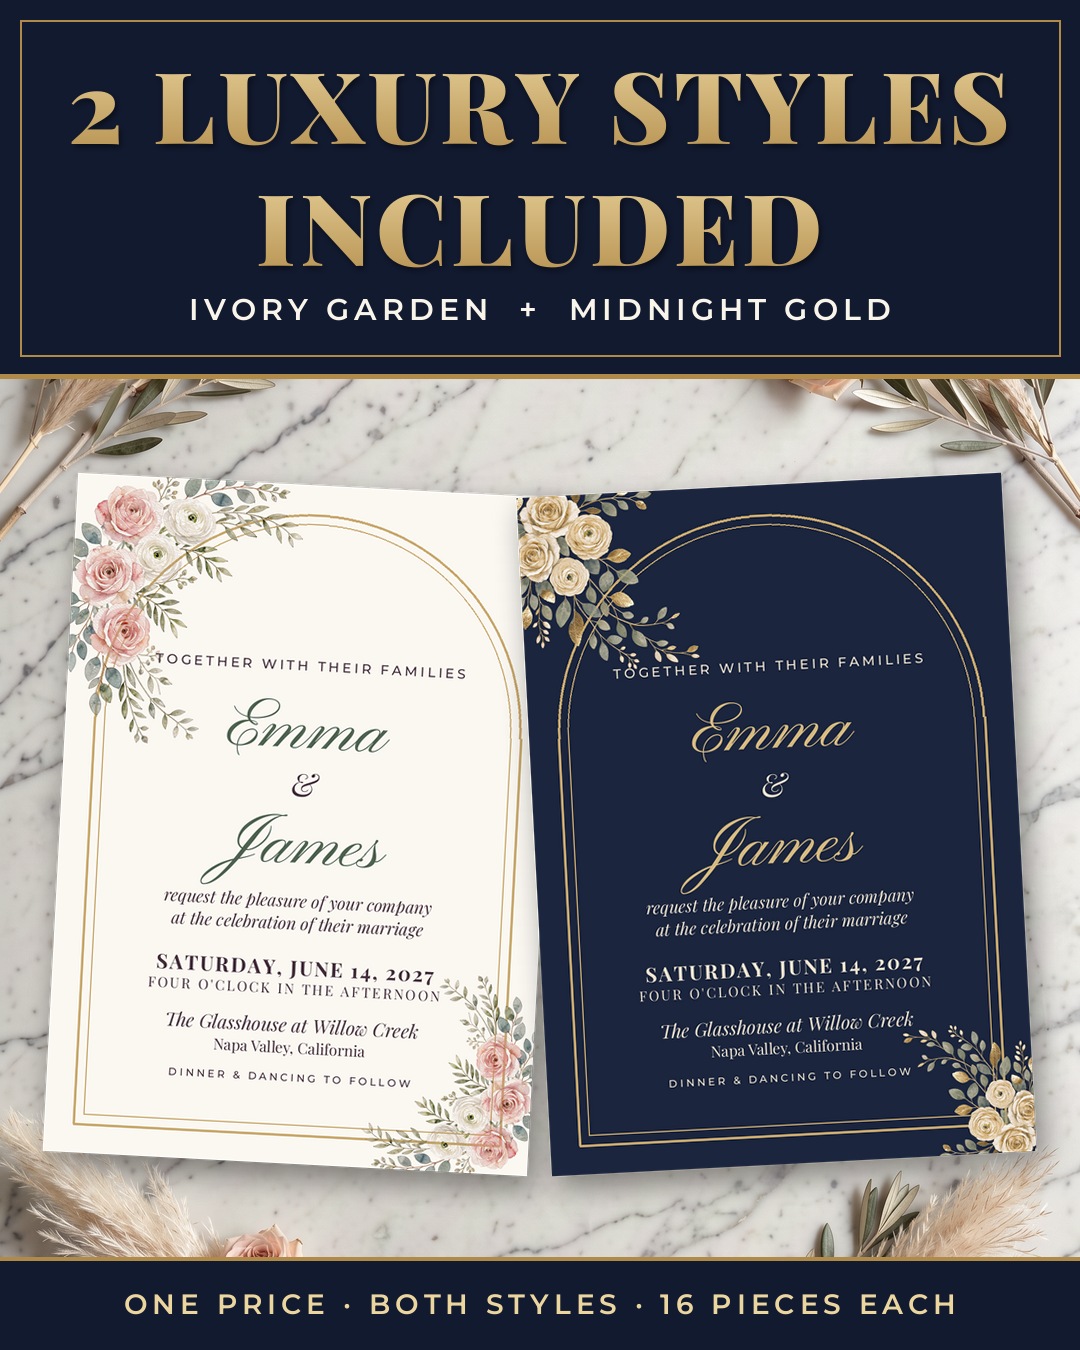 2 LUXURY STYLES
INCLUDED
IVORY GARDEN + MIDNIGHT GOLD
TOGETHER WITH THEIR FAMILIES
Emma
&
James
request the pleasure of your company
at the celebration of their marriage
SATURDAY, JUNE 14, 2027
FOUR O'CLOCK IN THE AFTERNOON
The Glasshouse at Willow Creek
Napa Valley, California
DINNER & DANCING TO FOLLOW
TOGETHER WITH THEIR FAMILIES
Emma
&
James
request the pleasure of your company
at the celebration of their marriage
SATURDAY, JUNE 14, 2027
FOUR O'CLOCK IN THE AFTERNOON
The Glasshouse at Willow Creek
Napa Valley, California
DINNER & DANCING TO FOLLOW
ONE PRICE · BOTH STYLES · 16 PIECES EACH